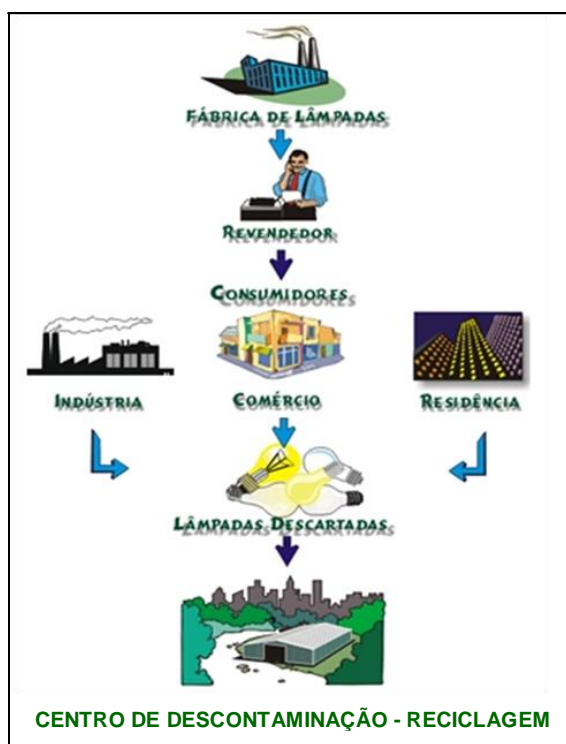 FÁBRICA DE LÂMPADAS
REVENDEDOR
CONSUMIDORES
INDÚSTRIA
COMÉRCIO
RESIDÊNCIA
LÂMPADAS DESCARTADAS
CENTRO DE DESCONTAMINAÇÃO - RECICLAGEM